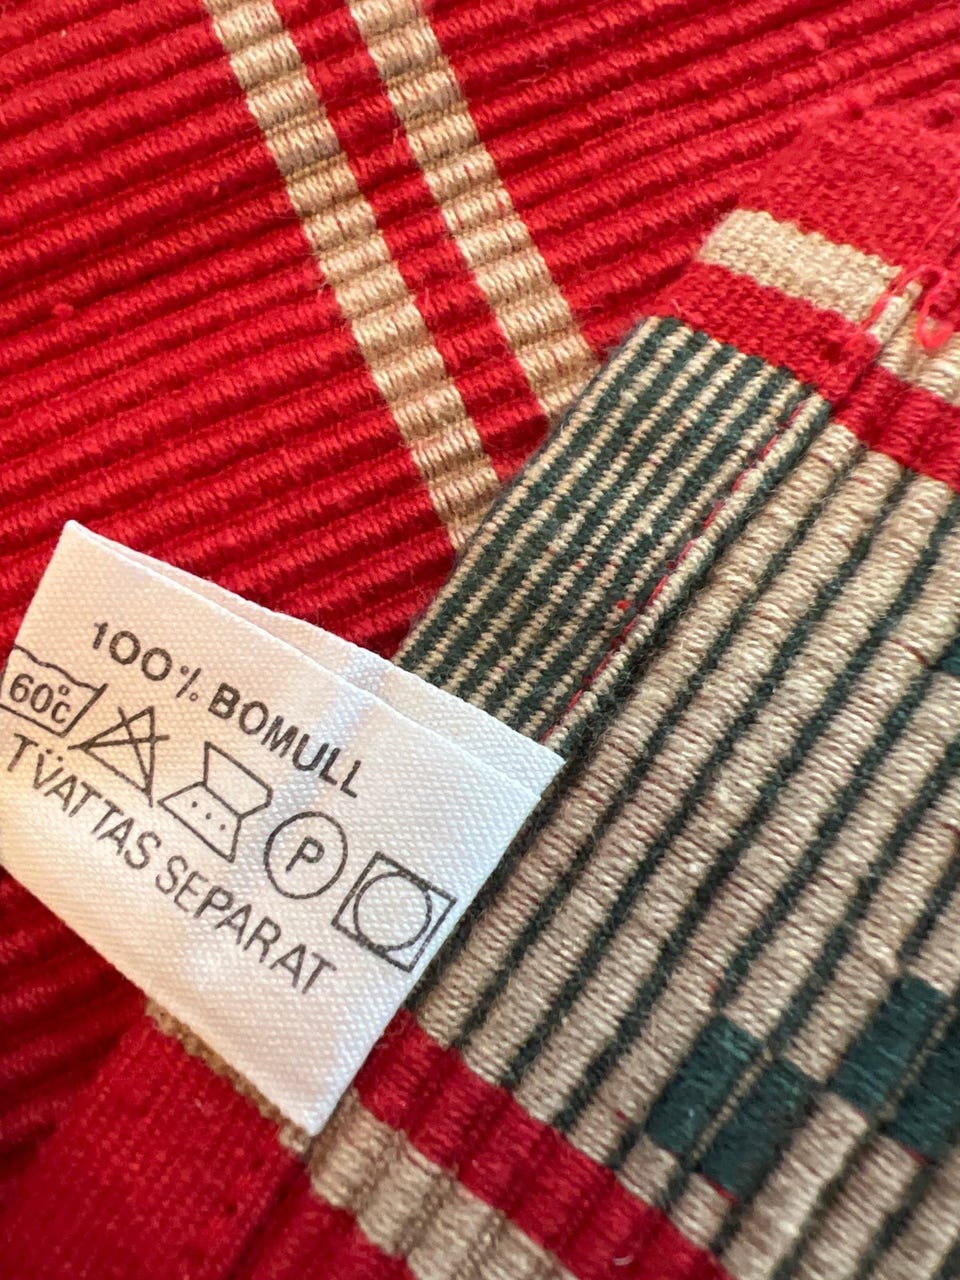 100% BOMULL
60°C P
TVÄTTAS SEPARAT